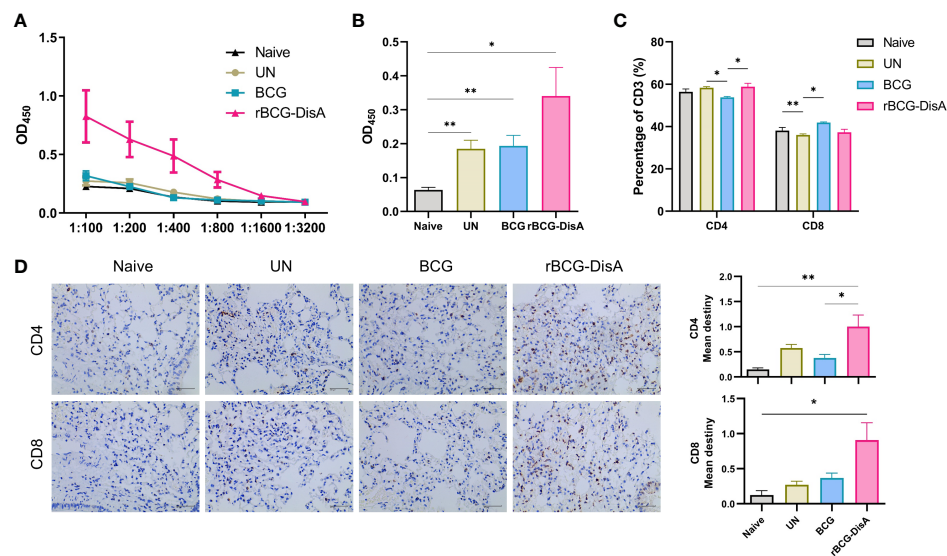 A
1.5
1.0
0.5
0.0
OD450
1:100 1:200 1:400 1:800 1:1600 1:3200
Naive
UN
BCG
rBCG-DisA
B
0.5
0.4
0.3
0.2
0.1
0.0
OD450
*
**
**
Naive UN BCG rBCG-DisA
C
80
60
40
20
0
Percentage of CD3 (%)
* *
** *
CD4 CD8
Naive
UN
BCG
rBCG-DisA
D
Naive UN BCG rBCG-DisA
CD4
CD8
2.0
1.5
1.0
0.5
0.0
CD4
Mean destiny
**
*
1.5
1.0
0.5
0.0
CD8
Mean destiny
*
Naive
UN
BCG
rBCG-DisA